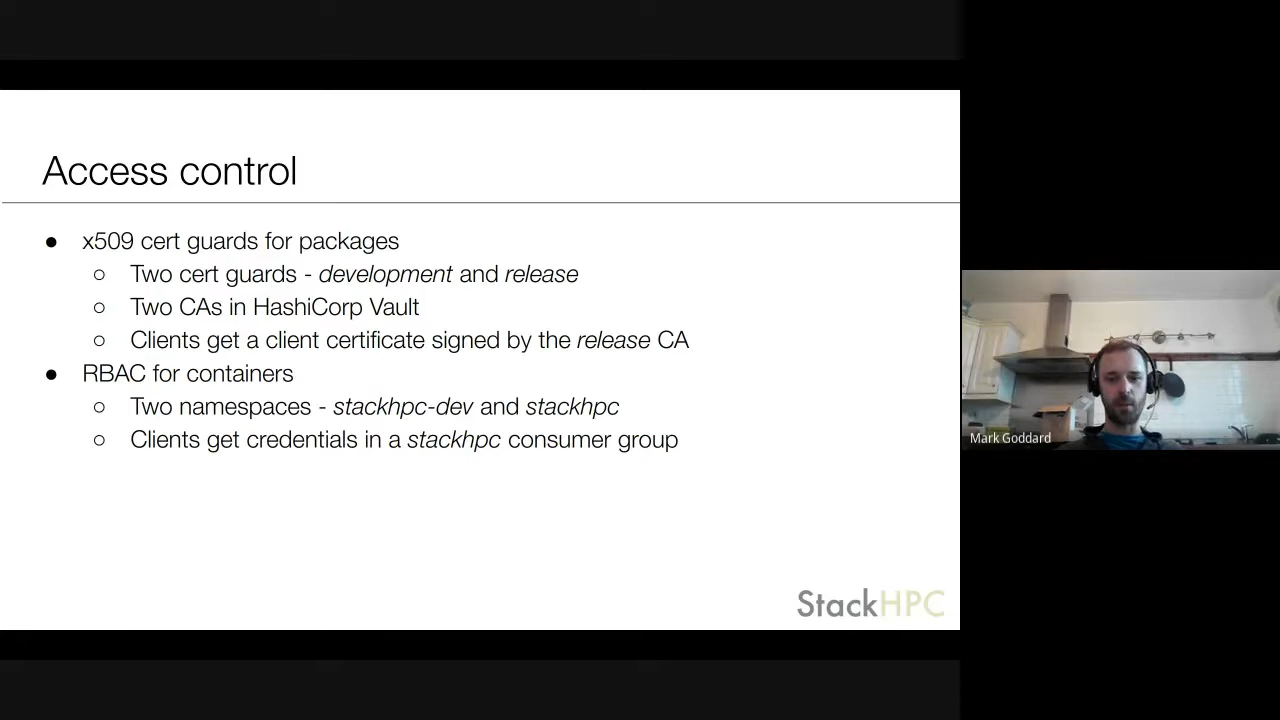 Access control
● x509 cert guards for packages
○ Two cert guards - development and release
○ Two CAs in HashiCorp Vault
○ Clients get a client certificate signed by the release CA
● RBAC for containers
○ Two namespaces - stackhpc-dev and stackhpc
○ Clients get credentials in a stackhpc consumer group
StackHPC
Mark Goddard